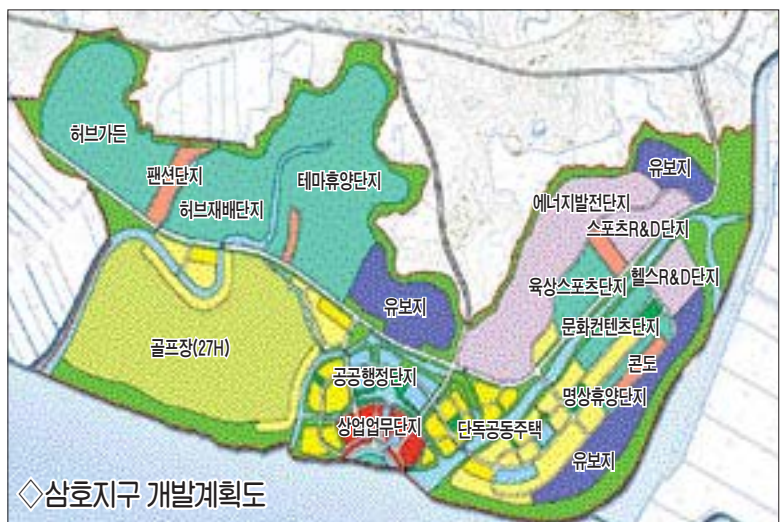 허브가든
팬션단지
허브재배단지
테마휴양단지
유보지
에너지발전단지
스포츠R&D단지
육상스포츠단지
헬스R&D단지
유보지
문화컨텐츠단지
골프장(27H)
콘도
공공행정단지
명상휴양단지
상업업무단지
단독공동주택
유보지
◇삼호지구 개발계획도